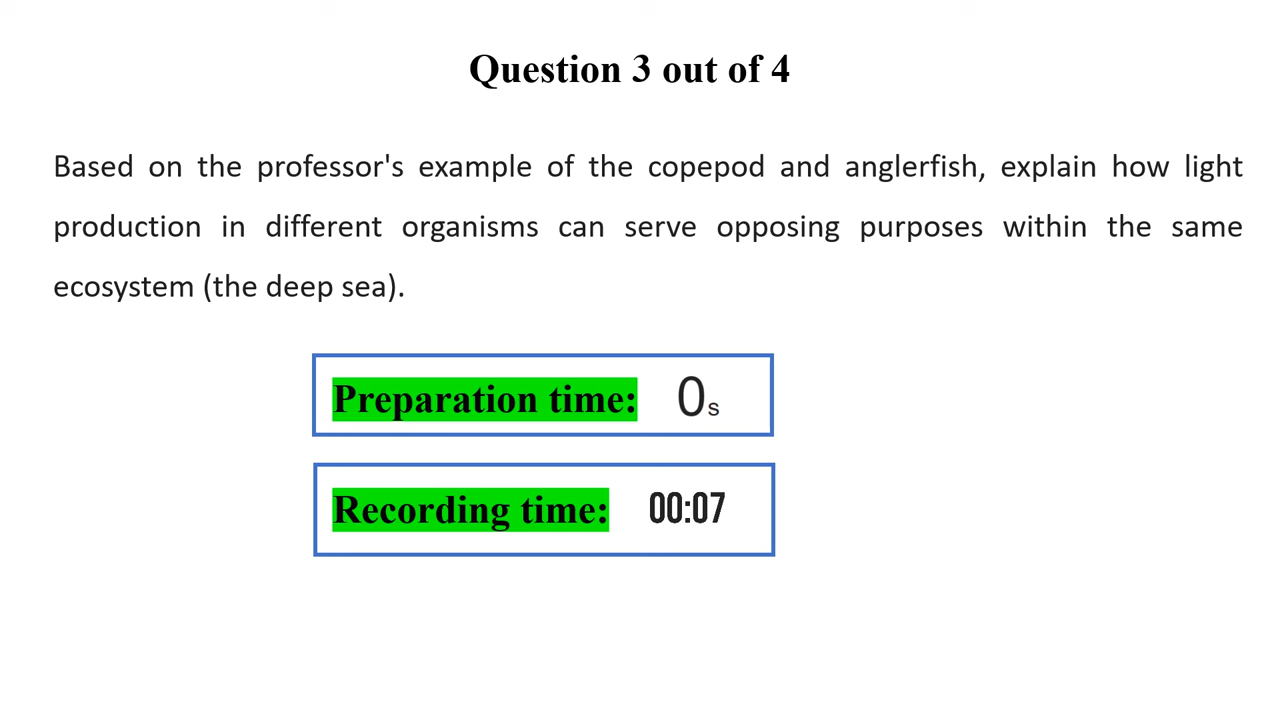 Question 3 out of 4
Based on the professor's example of the copepod and anglerfish, explain how light
production in different organisms can serve opposing purposes within the same
ecosystem (the deep sea).
Preparation time: 0s
Recording time: 00:07